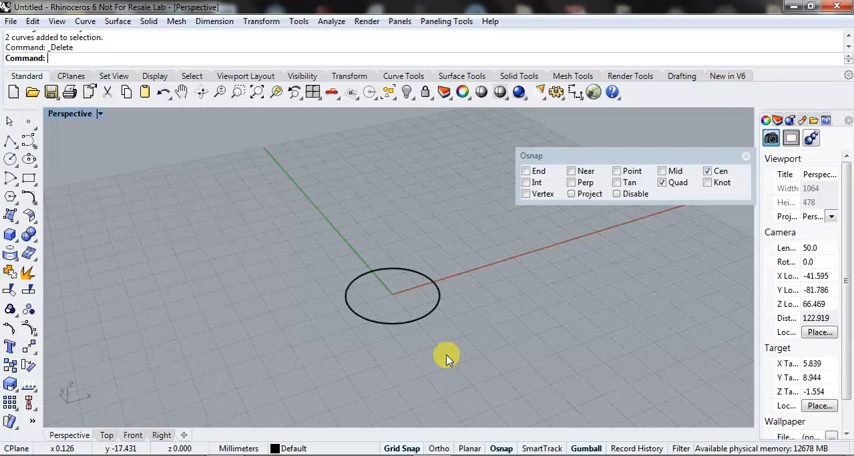 Untitled - Rhinoceros 6 Not For Resale Lab - [Perspective]
File Edit View Curve Surface Solid Mesh Dimension Transform Tools Analyze Render Panels Paneling Tools Help
2 curves added to selection.
Command: _Delete
Command:
Standard CPlanes Set View Display Select Viewport Layout Visibility Transform Curve Tools Surface Tools Solid Tools Mesh Tools Render Tools Drafting New in V6
Perspective
Osnap
End Near Point Mid Cen
Int Perp Tan Quad Knot
Vertex Project Disable
Viewport
Title Perspec...
Width 1064
Hei... 478
Proj... Pers...
Camera
Len... 50.0
Rot... 0.0
X Lo... -41.595
Y Lo... -81.786
Z Lo... 66.469
Dist... 122.919
Loc... Place...
Target
X Ta... 5.839
Y Ta... 8.944
Z Ta... -1.554
Loc... Place...
Wallpaper
File... (no...
z
y
x
Perspective Top Front Right
CPlane x 0.126 y -17.431 z 0.000 Millimeters Default Grid Snap Ortho Planar Osnap SmartTrack Gumball Record History Filter Available physical memory: 12678 MB